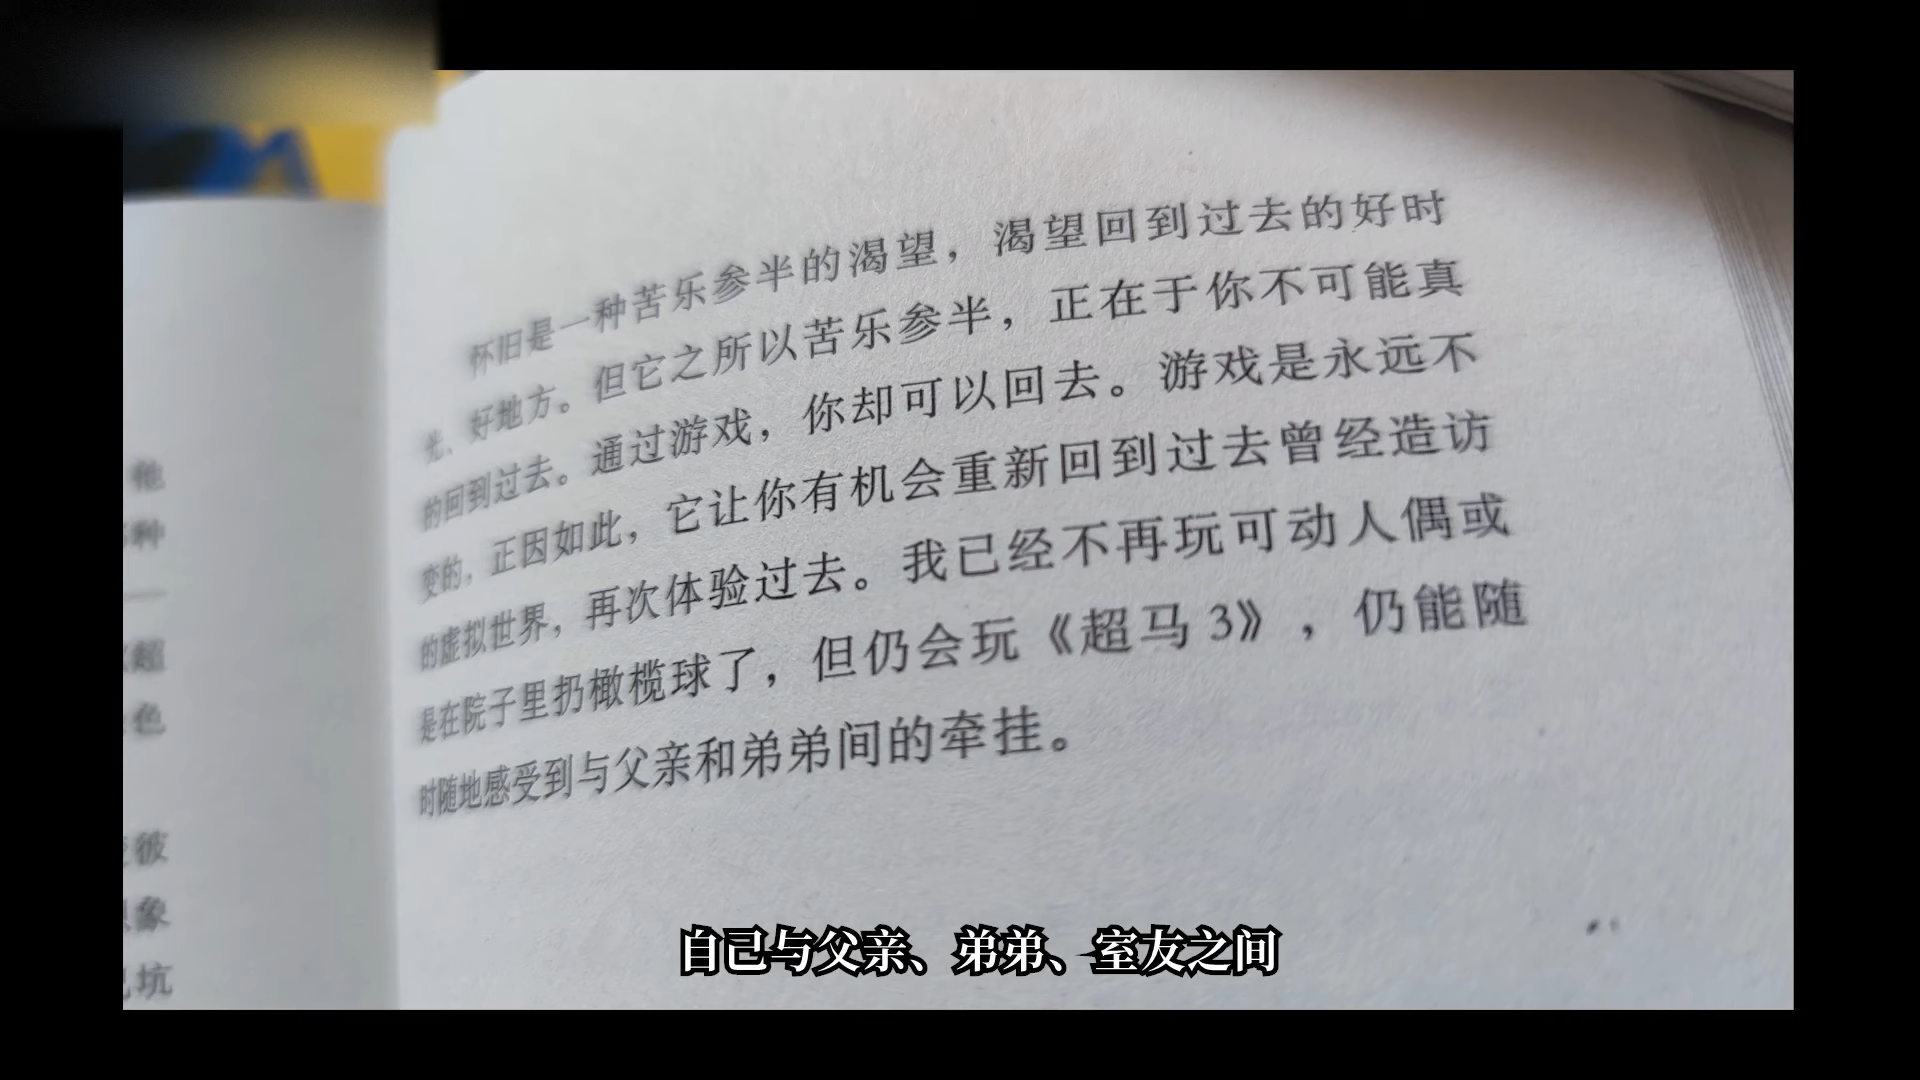 他
种
超
色
彼
象
坑
怀旧是一种苦乐参半的渴望，渴望回到过去的好时
光、好地方。但它之所以苦乐参半，正在于你不可能真
的回到过去。通过游戏，你却可以回去。游戏是永远不
变的，正因如此，它让你有机会重新回到过去曾经造访
的虚拟世界，再次体验过去。我已经不再玩可动人偶或
是在院子里扔橄榄球了，但仍会玩《超马3》，仍能随
时随地感受到与父亲和弟弟间的牵挂。
自己与父亲、弟弟、室友之间